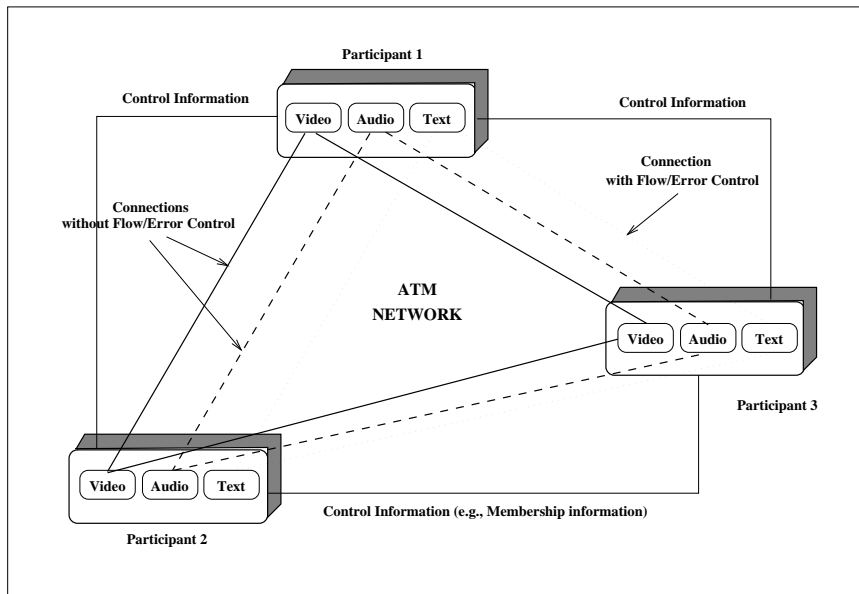 Participant 1
Control Information
Control Information
Video Audio Text
Connection
with Flow/Error Control
Connections
without Flow/Error Control
ATM
NETWORK
Video Audio Text
Participant 3
Video Audio Text
Control Information (e.g., Membership information)
Participant 2